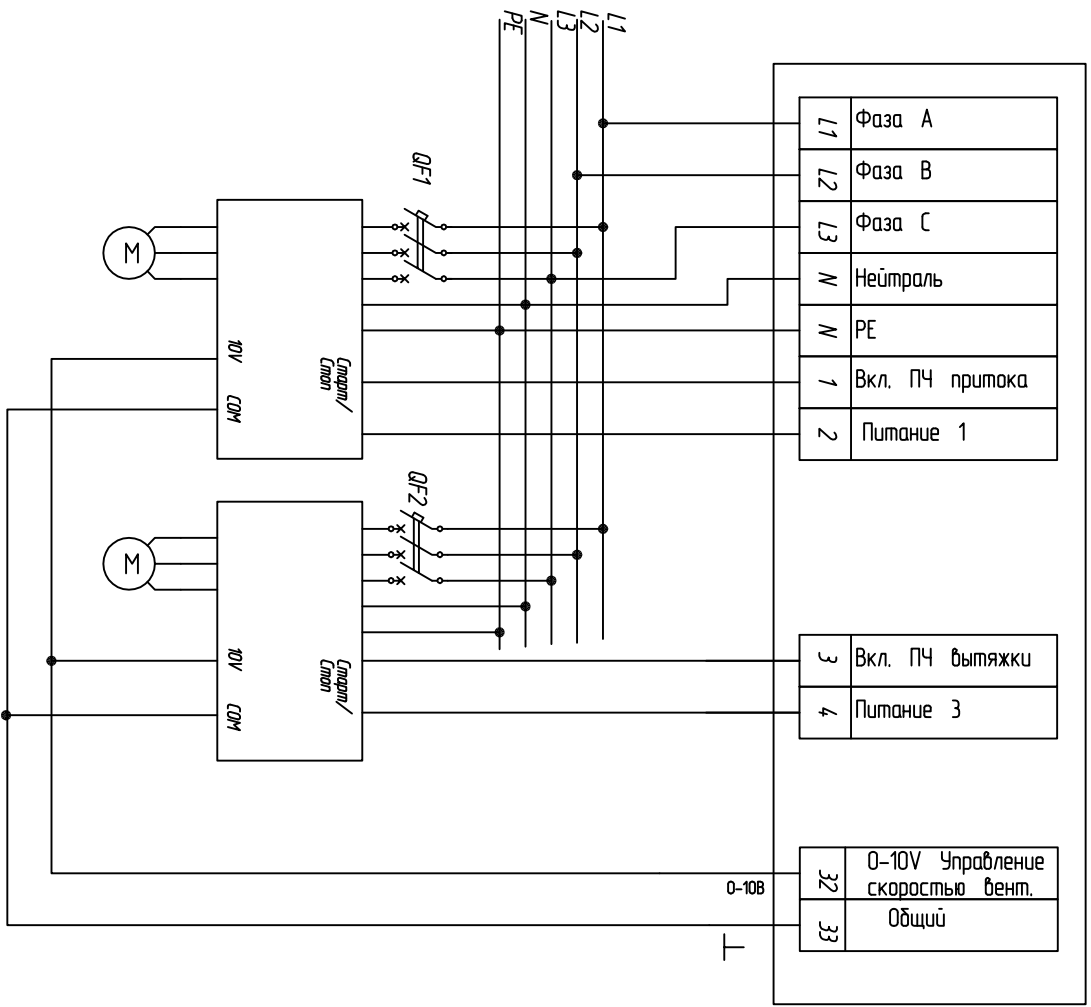 L1
L2
L3
N
PE
L1 Фаза А
L2 Фаза В
L3 Фаза С
N Нейтраль
N PE
1 Вкл. ПЧ притока
2 Питание 1
QF1
M
10V
COM
Старт/
Стоп
QF2
M
10V
COM
Старт/
Стоп
3 Вкл. ПЧ вытяжки
4 Питание 3
0-10В
32 0-10V Управление
скоростью вент.
33 Общий